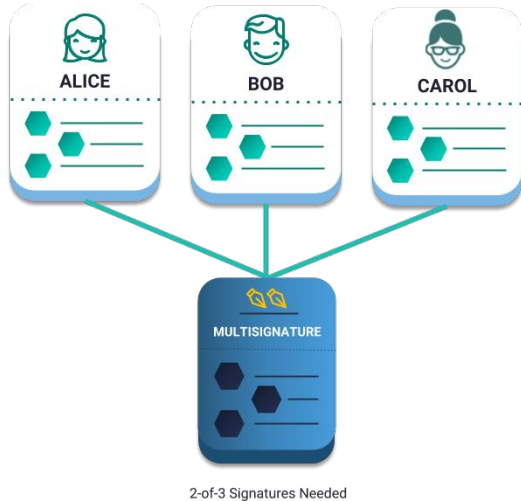 ALICE
BOB
CAROL
MULTISIGNATURE
2-of-3 Signatures Needed